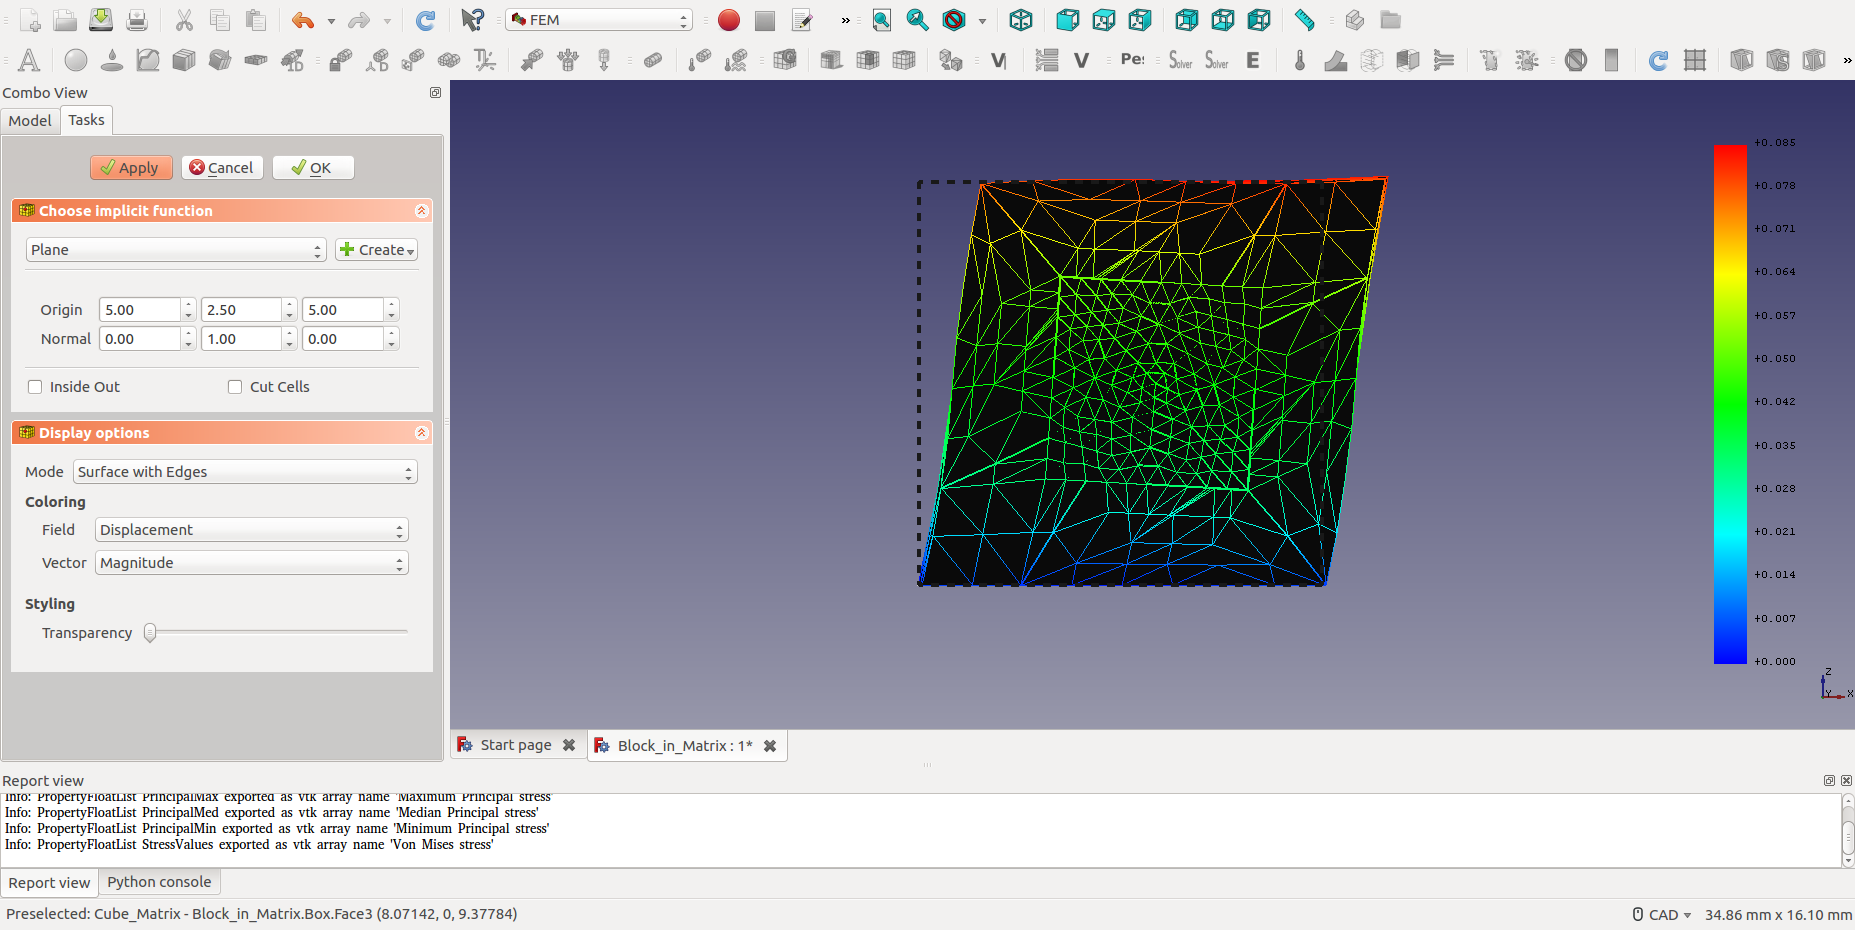 FEM
»
A
V
V
Pe:
Solver
Solver
E
»
Combo View
Model
Tasks
Apply
Cancel
OK
Choose implicit function
Plane
Create
Origin
5.00
2.50
5.00
Normal
0.00
1.00
0.00
Inside Out
Cut Cells
Display options
Mode
Surface with Edges
Coloring
Field
Displacement
Vector
Magnitude
Styling
Transparency
+0.085
+0.078
+0.071
+0.064
+0.057
+0.050
+0.042
+0.035
+0.028
+0.021
+0.014
+0.007
+0.000
Z
Y
X
Start page
Block_in_Matrix : 1*
Report view
Info: PropertyFloatList PrincipalMax exported as vtk array name 'Maximum Principal stress'
Info: PropertyFloatList PrincipalMed exported as vtk array name 'Median Principal stress'
Info: PropertyFloatList PrincipalMin exported as vtk array name 'Minimum Principal stress'
Info: PropertyFloatList StressValues exported as vtk array name 'Von Mises stress'
Report view
Python console
Preselected: Cube_Matrix - Block_in_Matrix.Box.Face3 (8.07142, 0, 9.37784)
CAD
34.86 mm x 16.10 mm